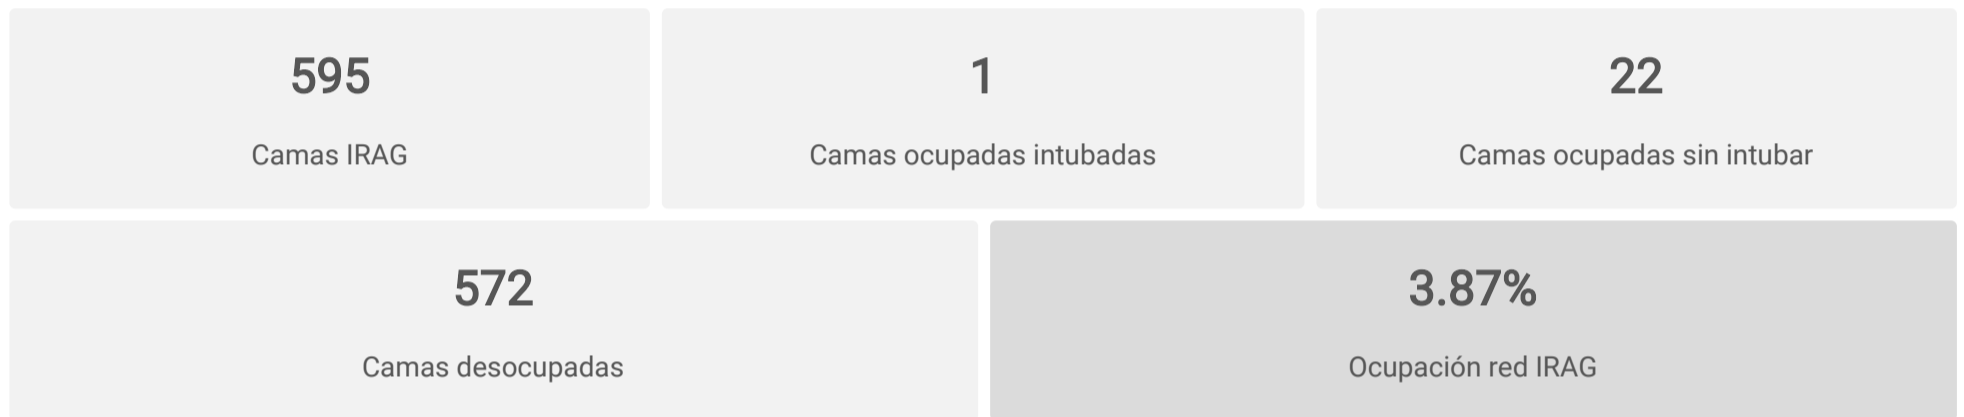 595
Camas IRAG
1
Camas ocupadas intubadas
22
Camas ocupadas sin intubar
572
Camas desocupadas
3.87%
Ocupación red IRAG